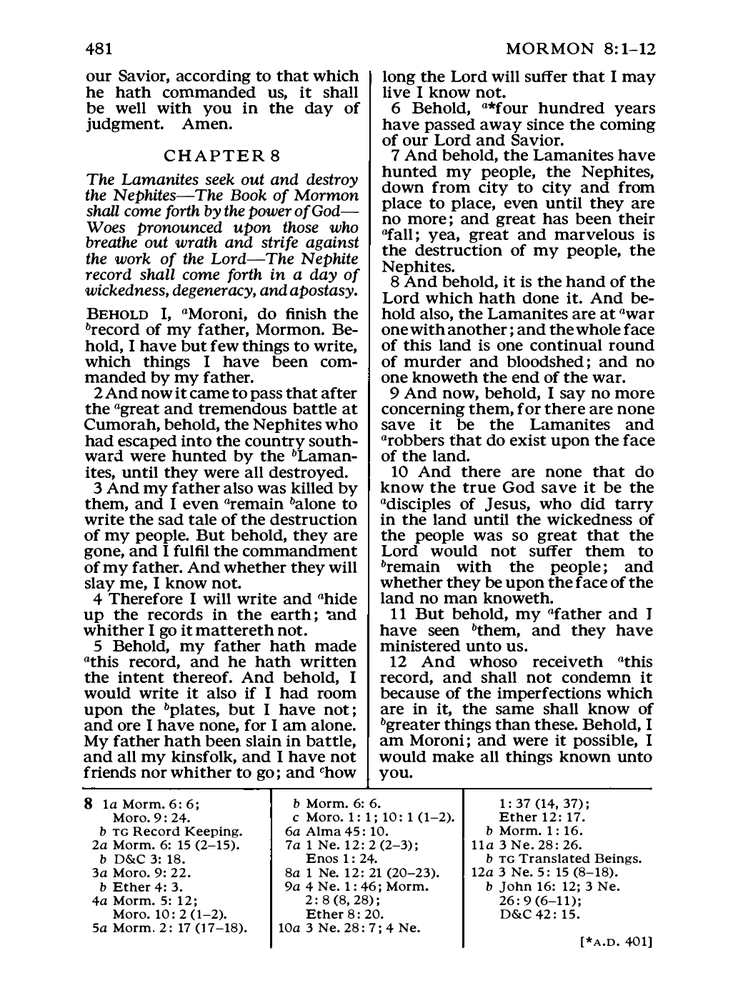 481
MORMON 8:1–12
our Savior, according to that which
he hath commanded us, it shall
be well with you in the day of
judgment. Amen.
CHAPTER 8
The Lamanites seek out and destroy
the Nephites—The Book of Mormon
shall come forth by the power of God—
Woes pronounced upon those who
breathe out wrath and strife against
the work of the Lord—The Nephite
record shall come forth in a day of
wickedness, degeneracy, and apostasy.
BEHOLD I, aMoroni, do finish the
brecord of my father, Mormon. Be-
hold, I have but few things to write,
which things I have been com-
manded by my father.
2 And now it came to pass that after
the agreat and tremendous battle at
Cumorah, behold, the Nephites who
had escaped into the country south-
ward were hunted by the bLaman-
ites, until they were all destroyed.
3 And my father also was killed by
them, and I even aremain balone to
write the sad tale of the destruction
of my people. But behold, they are
gone, and I fulfil the commandment
of my father. And whether they will
slay me, I know not.
4 Therefore I will write and ahide
up the records in the earth; and
whither I go it mattereth not.
5 Behold, my father hath made
athis record, and he hath written
the intent thereof. And behold, I
would write it also if I had room
upon the bplates, but I have not;
and ore I have none, for I am alone.
My father hath been slain in battle,
and all my kinsfolk, and I have not
friends nor whither to go; and chow
long the Lord will suffer that I may
live I know not.
6 Behold, a*four hundred years
have passed away since the coming
of our Lord and Savior.
7 And behold, the Lamanites have
hunted my people, the Nephites,
down from city to city and from
place to place, even until they are
no more; and great has been their
afall; yea, great and marvelous is
the destruction of my people, the
Nephites.
8 And behold, it is the hand of the
Lord which hath done it. And be-
hold also, the Lamanites are at awar
one with another; and the whole face
of this land is one continual round
of murder and bloodshed; and no
one knoweth the end of the war.
9 And now, behold, I say no more
concerning them, for there are none
save it be the Lamanites and
arobbers that do exist upon the face
of the land.
10 And there are none that do
know the true God save it be the
adisciples of Jesus, who did tarry
in the land until the wickedness of
the people was so great that the
Lord would not suffer them to
bremain with the people; and
whether they be upon the face of the
land no man knoweth.
11 But behold, my afather and I
have seen bthem, and they have
ministered unto us.
12 And whoso receiveth athis
record, and shall not condemn it
because of the imperfections which
are in it, the same shall know of
bgreater things than these. Behold, I
am Moroni; and were it possible, I
would make all things known unto
you.
8 1a Morm. 6: 6;
Moro. 9: 24.
b TG Record Keeping.
2a Morm. 6: 15 (2–15).
b D&C 3: 18.
3a Moro. 9: 22.
b Ether 4: 3.
4a Morm. 5: 12;
Moro. 10: 2 (1–2).
5a Morm. 2: 17 (17–18).
b Morm. 6: 6.
c Moro. 1: 1; 10: 1 (1–2).
6a Alma 45: 10.
7a 1 Ne. 12: 2 (2–3);
Enos 1: 24.
8a 1 Ne. 12: 21 (20–23).
9a 4 Ne. 1: 46; Morm.
2: 8 (8, 28);
Ether 8: 20.
10a 3 Ne. 28: 7; 4 Ne.
1: 37 (14, 37);
Ether 12: 17.
b Morm. 1: 16.
11a 3 Ne. 28: 26.
b TG Translated Beings.
12a 3 Ne. 5: 15 (8–18).
b John 16: 12; 3 Ne.
26: 9 (6–11);
D&C 42: 15.
[*A.D. 401]